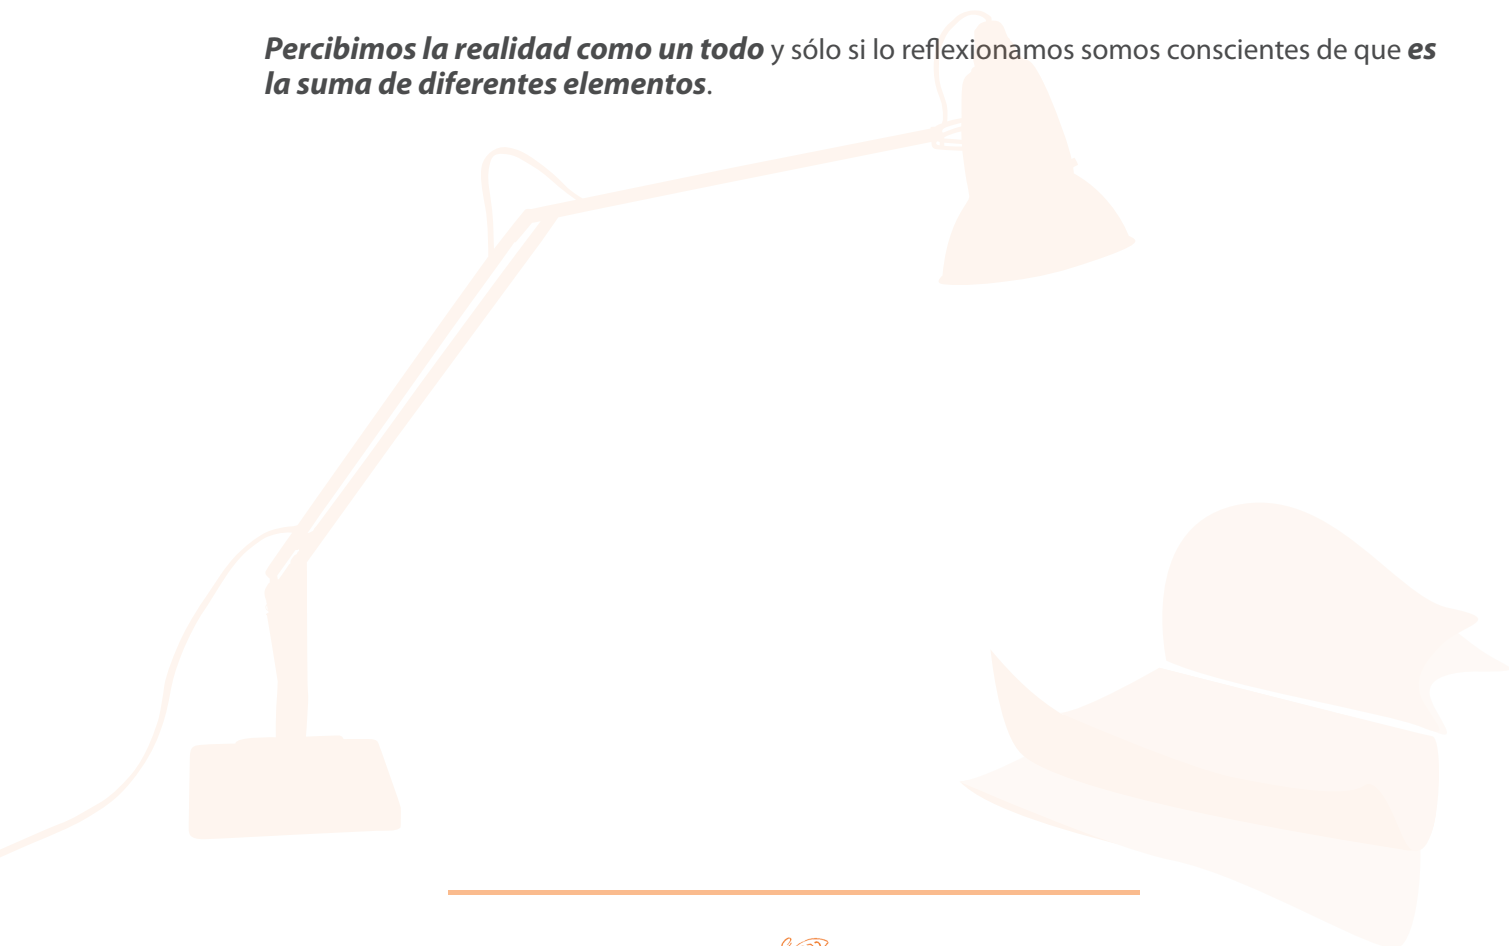 Percibimos la realidad como un todo y sólo si lo reflexionamos somos conscientes de que es
la suma de diferentes elementos.